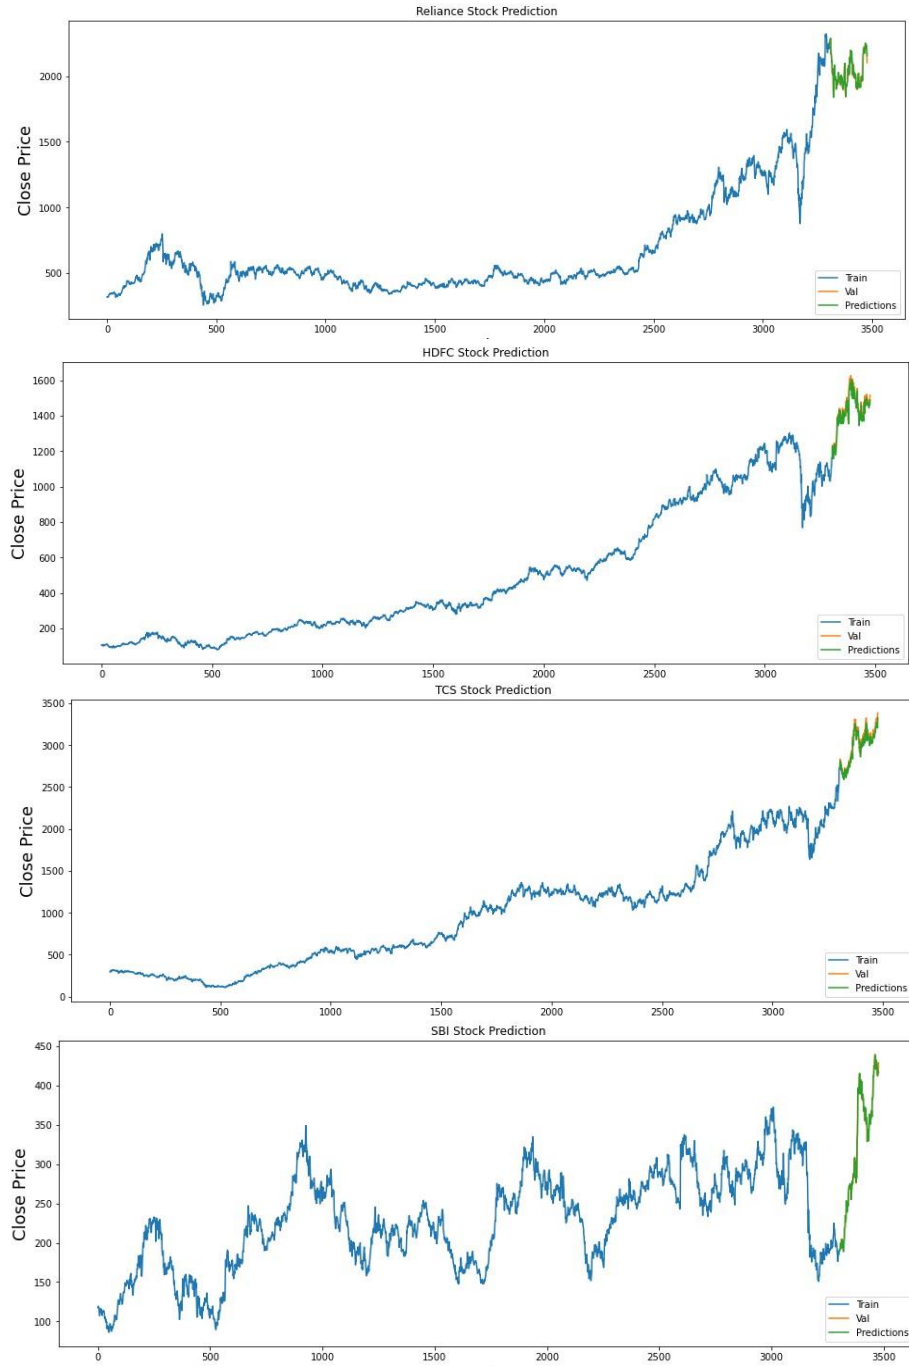 Reliance Stock Prediction
Close Price
2000
1500
1000
500
Train
Val
Predictions
0 500 1000 1500 2000 2500 3000 3500
HDFC Stock Prediction
Close Price
1600
1400
1200
1000
800
600
400
200
Train
Val
Predictions
0 500 1000 1500 2000 2500 3000 3500
TCS Stock Prediction
Close Price
3500
3000
2500
2000
1500
1000
500
0
Train
Val
Predictions
0 500 1000 1500 2000 2500 3000 3500
SBI Stock Prediction
Close Price
450
400
350
300
250
200
150
100
Train
Val
Predictions
0 500 1000 1500 2000 2500 3000 3500